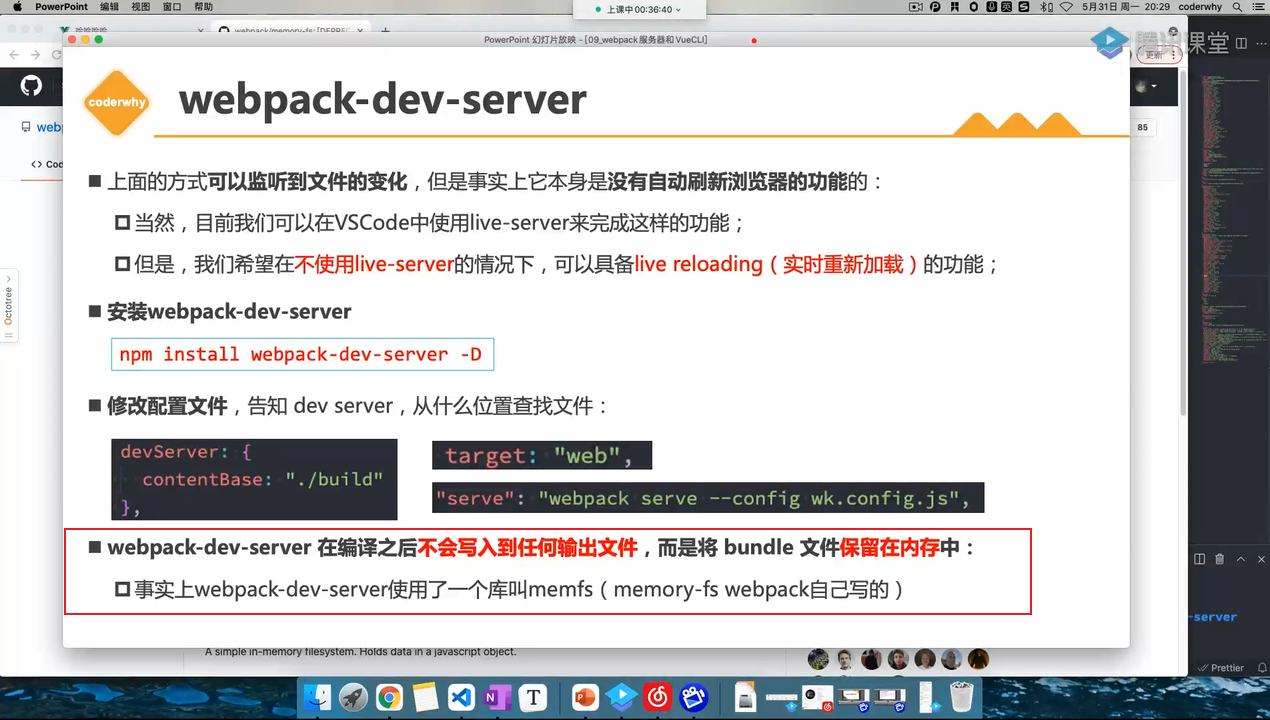 PowerPoint 编辑 视图 窗口 帮助
上课中00:36:40
5月31日 周一 20:29 coderwhy
webpack/memory-fs: [DEPRE
PowerPoint 幻灯片放映 - [09_webpack服务器和VueCLI]
腾讯课堂
更新
coderwhy
webpack-dev-server
webp
85
<> Cod
上面的方式可以监听到文件的变化，但是事实上它本身是没有自动刷新浏览器的功能的：
当然，目前我们可以在VSCode中使用live-server来完成这样的功能；
但是，我们希望在不使用live-server的情况下，可以具备live reloading（实时重新加载）的功能；
Octotree
安装webpack-dev-server
npm install webpack-dev-server -D
修改配置文件，告知 dev server，从什么位置查找文件：
devServer: {
contentBase: "./build"
},
target: "web",
"serve": "webpack serve --config wk.config.js",
webpack-dev-server 在编译之后不会写入到任何输出文件，而是将 bundle 文件保留在内存中：
事实上webpack-dev-server使用了一个库叫memfs（memory-fs webpack自己写的）
-server
A simple in-memory filesystem. Holds data in a javascript object.
Prettier